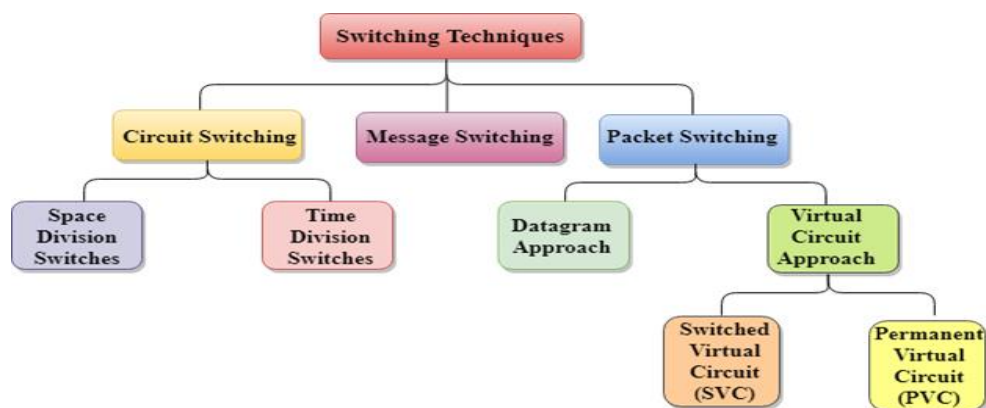 Switching Techniques
Circuit Switching
Message Switching
Packet Switching
Space
Division
Switches
Time
Division
Switches
Datagram
Approach
Virtual
Circuit
Approach
Switched
Virtual
Circuit
(SVC)
Permanent
Virtual
Circuit
(PVC)